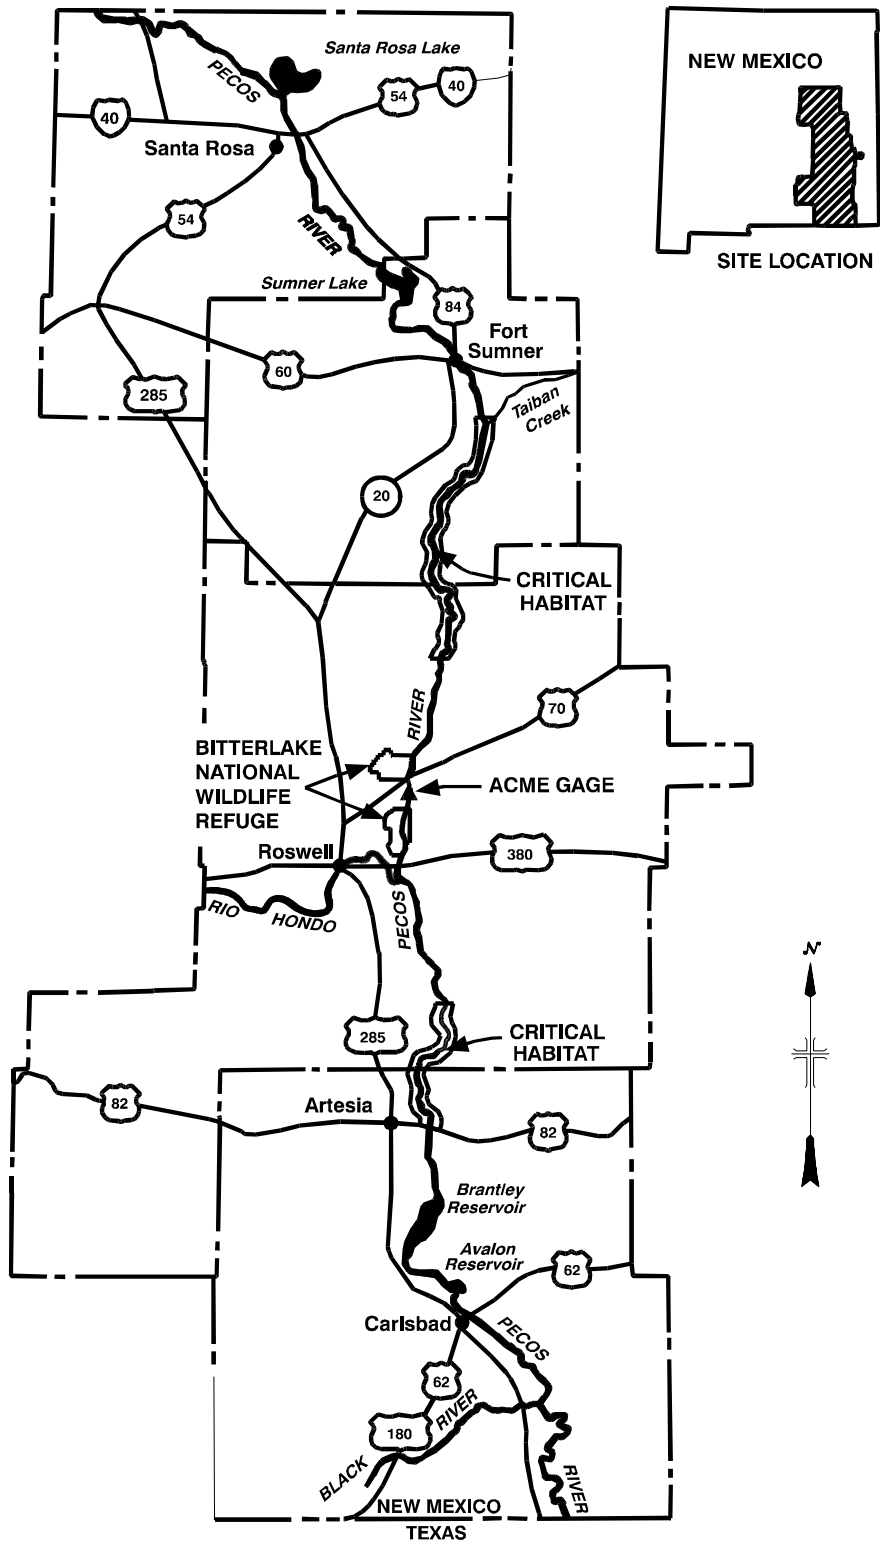 Santa Rosa Lake
NEW MEXICO
PECOS
54
40
40
Santa Rosa
54
RIVER
SITE LOCATION
Sumner Lake
84
Fort
Sumner
60
285
Taiban
Creek
20
CRITICAL
HABITAT
RIVER
70
BITTERLAKE
NATIONAL
WILDLIFE
REFUGE
ACME GAGE
Roswell
380
RIO HONDO
PECOS
N
285
CRITICAL
HABITAT
82
Artesia
82
Brantley
Reservoir
Avalon
Reservoir
62
Carlsbad
PECOS
62
RIVER
180
BLACK
RIVER
NEW MEXICO
TEXAS